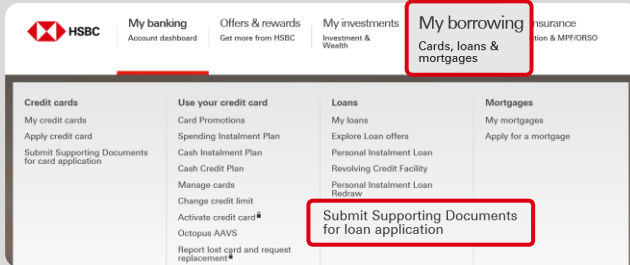 HSBC
My banking
Account dashboard
Offers & rewards
Get more from HSBC
My investments
Investment &
Wealth
My borrowing
Cards, loans &
mortgages
nsurance
tion & MPF/ORSO
Credit cards
My credit cards
Apply credit card
Submit Supporting Documents
for card application
Use your credit card
Card Promotions
Spending Instalment Plan
Cash Instalment Plan
Cash Credit Plan
Manage cards
Change credit limit
Activate credit card
Octopus AAVS
Report lost card and request
replacement
Loans
My loans
Explore Loan offers
Personal Instalment Loan
Revolving Credit Facility
Personal Instalment Loan
Redraw
Submit Supporting Documents
for loan application
Mortgages
My mortgages
Apply for a mortgage